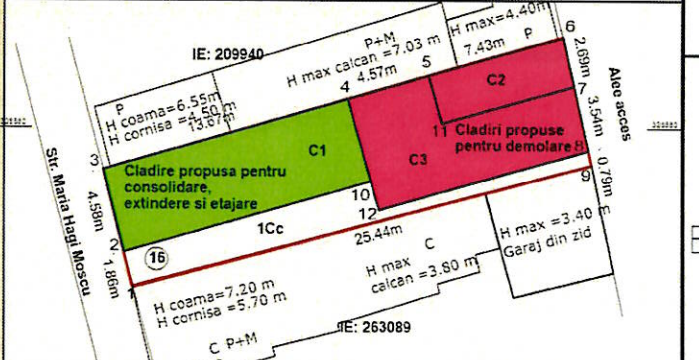 IE: 209940
P+M
H max calcan =7.03 m
H max=4.40m
P
6
P
H coama=6.55m
H cornisa =4.50 m
13.67m
4
4.57m
5
7.43m
2.69m
C2
7
Alee acces
3
C1
C3
11
Cladiri propuse
pentru demolare
3.54m
8
Str. Maria Hagi Moscu
4.58m
Cladire propusa pentru
consolidare,
extindere si etajare
10
12
0.79m
9
2
1Cc
25.44m
1.86m
16
1
H max =3.40 m
Garaj din zid
C
H max
calcan =3.80 m
H coama=7.20 m
H cornisa =5.70 m
IE: 263089
C P+M